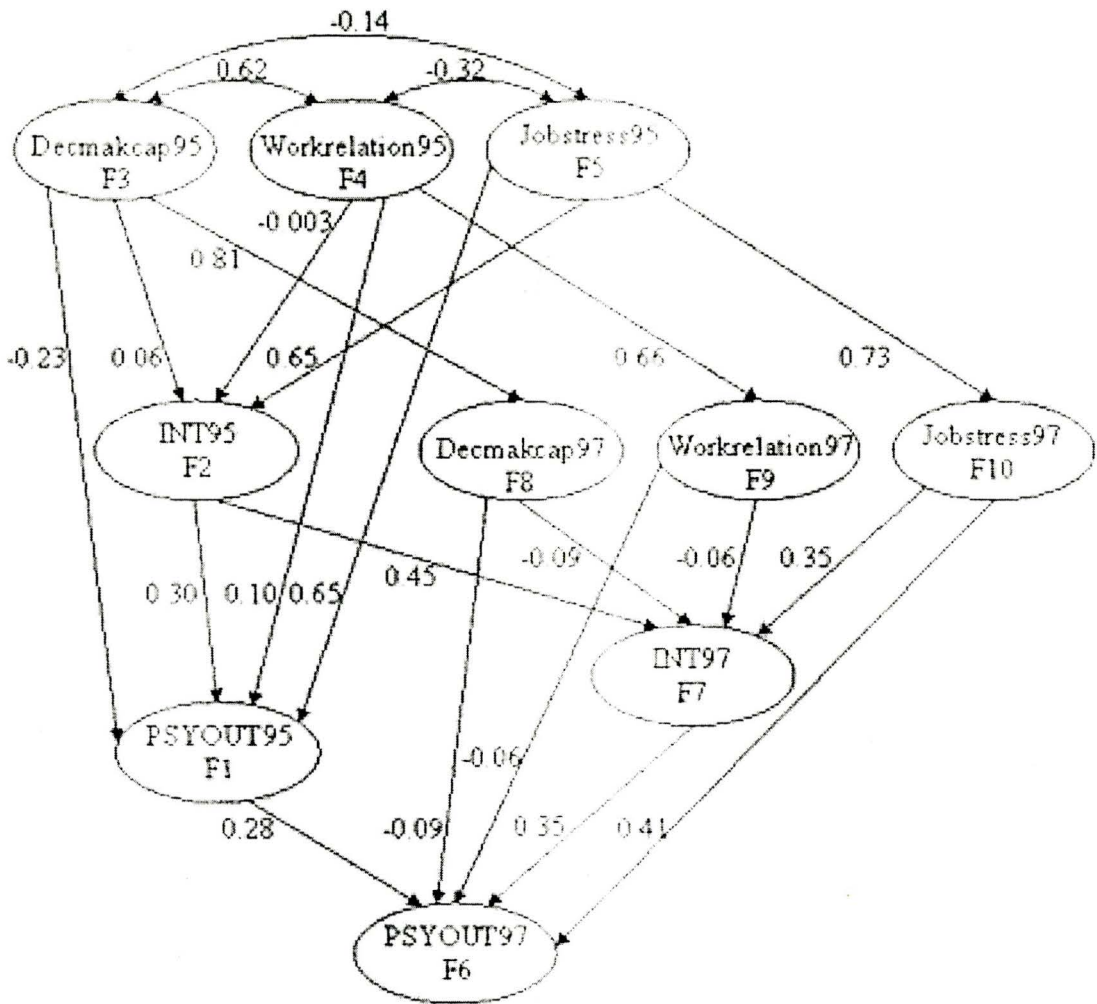 -0.14
0.62
-0.32
Decmakcap95
F3
Workrelation95
F4
Jobstress95
F5
-0.003
0.81
-0.23
0.06
0.65
0.66
0.73
INT95
F2
Decmakcap97
F8
Workrelation97
F9
Jobstress97
F10
0.30
0.10
0.65
0.45
-0.09
-0.06
0.35
INT97
F7
PSYOUT95
F1
0.28
-0.09
-0.06
0.35
0.41
PSYOUT97
F6